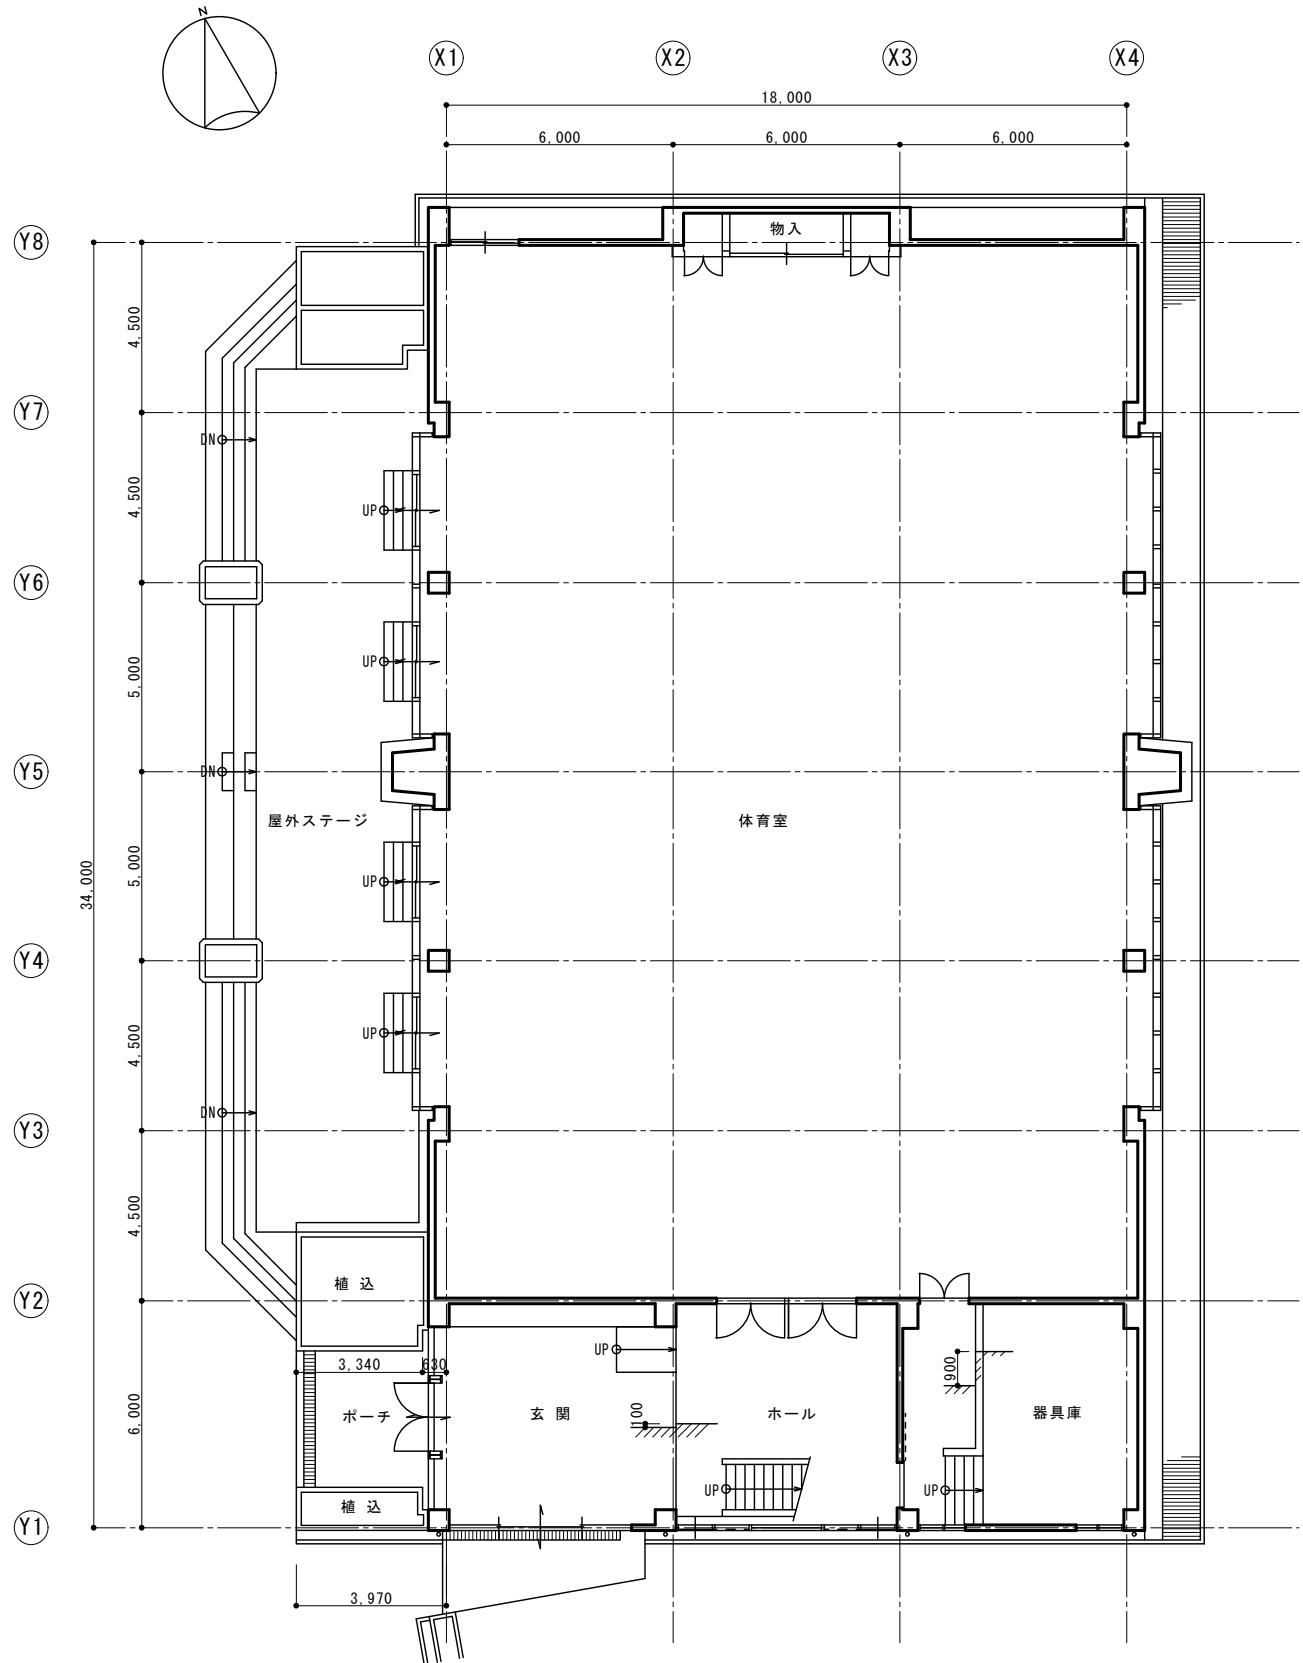 N
X1 X2 X3 X4
18,000
6,000 6,000 6,000
Y8
物入
4,500
Y7
DN
4,500
UP
Y6
5,000
UP
Y5
DN
屋外ステージ
体育室
34,000
5,000
UP
Y4
4,500
UP
DN
Y3
4,500
植 込
Y2
UP
3,340 630
900
6,000
ポーチ
玄 関
100
ホール
器具庫
UP
UP
植 込
Y1
3,970